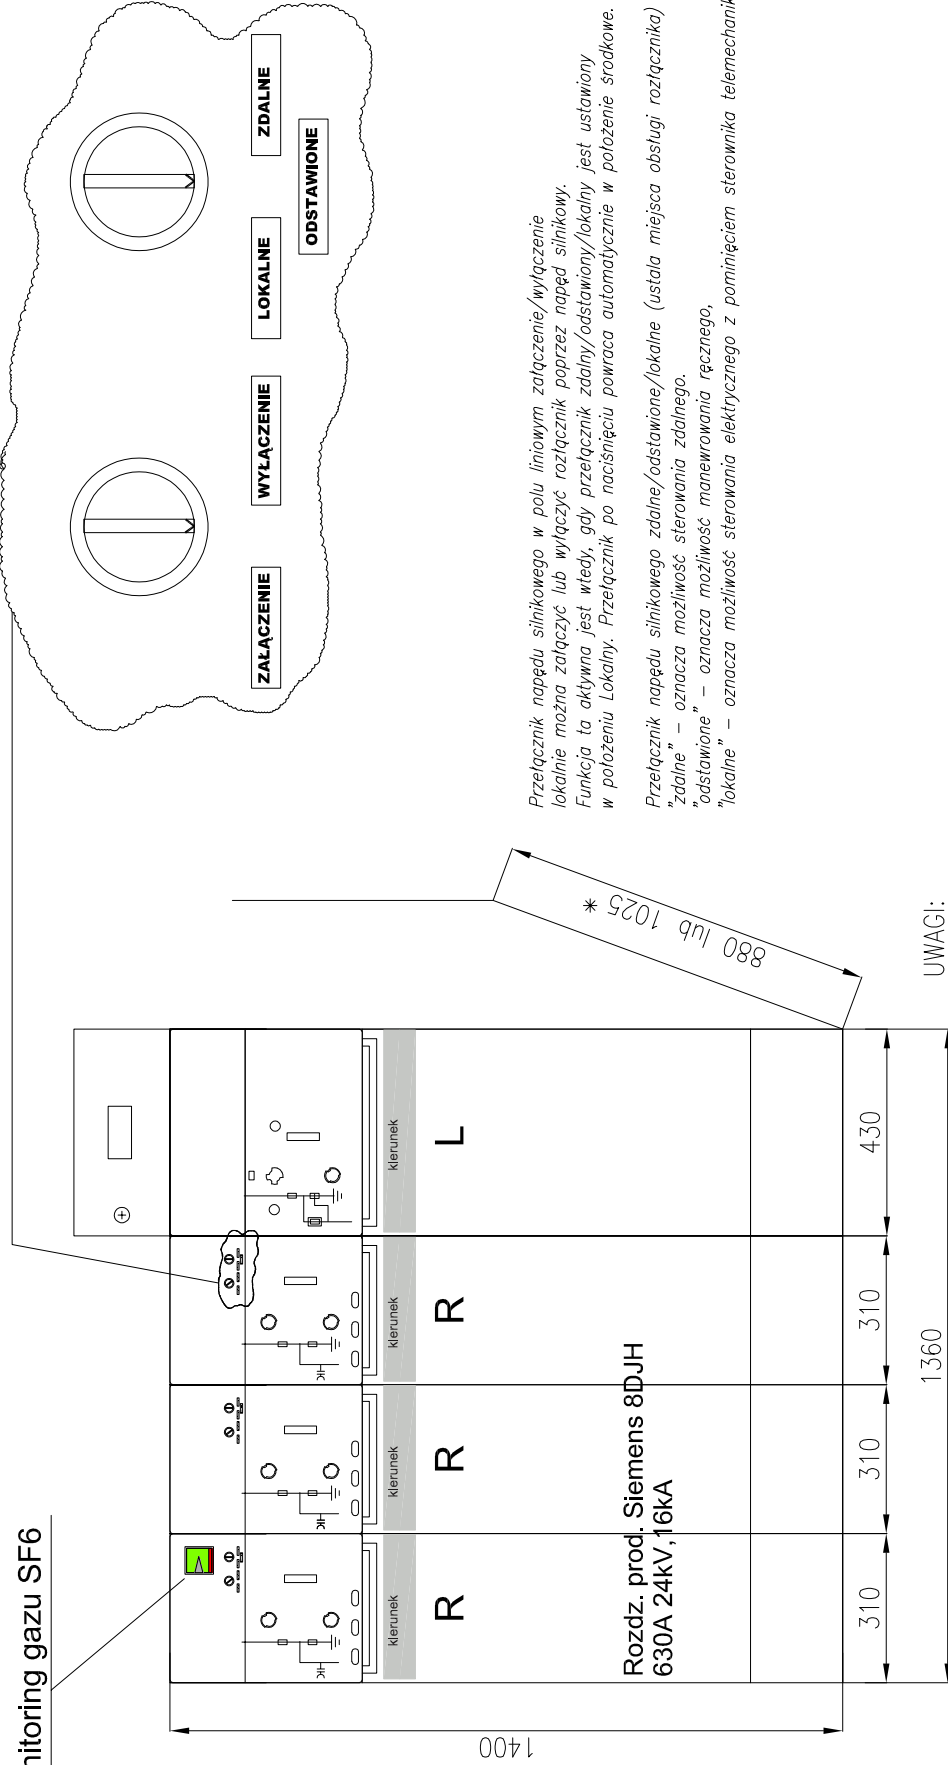 nitoring gazu SF6
ZAŁĄCZENIE
WYŁĄCZENIE
LOKALNE
ZDALNE
ODSTAWIONE
Przełącznik napędu silnikowego w polu liniowym załączenie/wyłączenie
lokalnie można załączyć lub wyłączyć rozłącznik poprzez napęd silnikowy.
Funkcja ta aktywna jest wtedy, gdy przełącznik zdalny/odstawiony/lokalny jest ustawiony
w położeniu Lokalny. Przełącznik po naciśnięciu powraca automatycznie w położenie środkowe.
Przełącznik napędu silnikowego zdalne/odstawione/lokalne (ustala miejsca obsługi rozłącznika)
"zdalne" – oznacza możliwość sterowania zdalnego.
"odstawione" – oznacza możliwość manewrowania ręcznego,
"lokalne" – oznacza możliwość sterowania elektrycznego z pominięciem sterownika telemechanik
kierunek
kierunek
kierunek
kierunek
R
R
R
L
Rozdz. prod. Siemens 8DJH
630A 24kV,16kA
1400
880 lub 1025 *
310
310
310
430
1360
UWAGI: